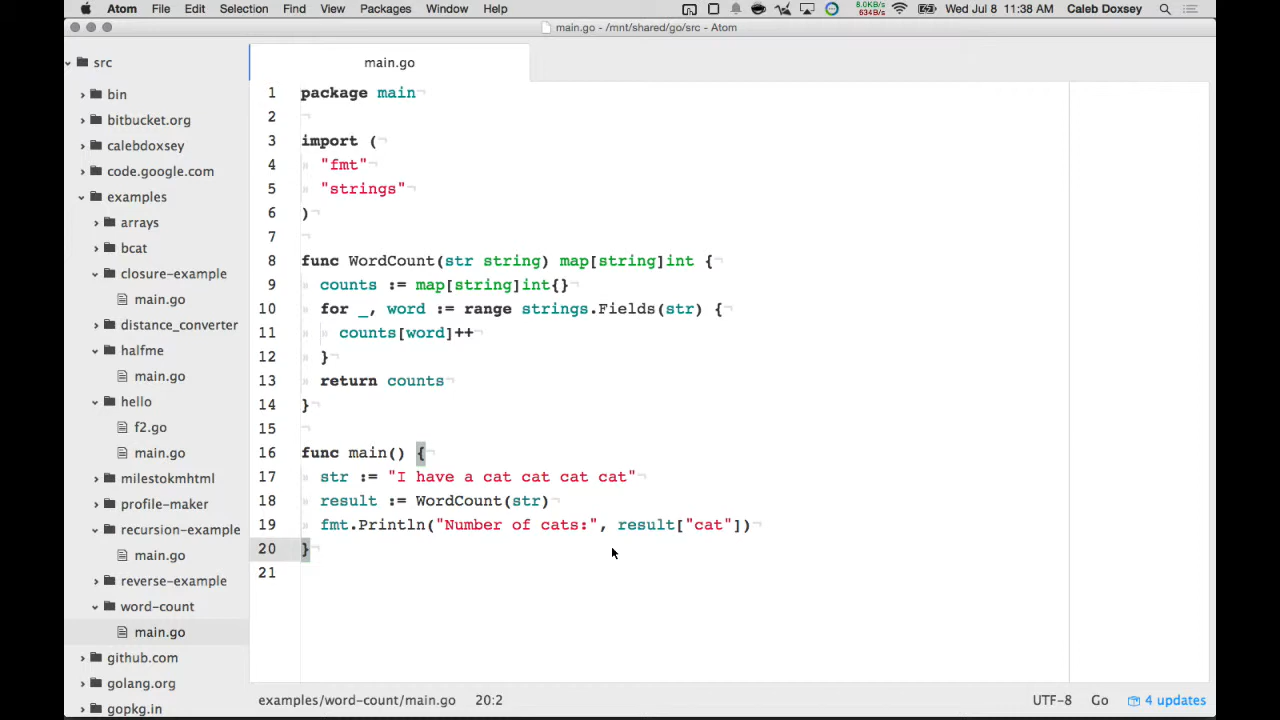 Atom File Edit Selection Find View Packages Window Help 8.0KB/s 634B/s Wed Jul 8 11:38 AM Caleb Doxsey
main.go - /mnt/shared/go/src - Atom
src
bin
bitbucket.org
calebdoxsey
code.google.com
examples
arrays
bcat
closure-example
main.go
distance_converter
halfme
main.go
hello
f2.go
main.go
milestokmhtml
profile-maker
recursion-example
main.go
reverse-example
word-count
main.go
github.com
golang.org
gopkg.in
main.go
1 package main
2
3 import (
4 "fmt"
5 "strings"
6 )
7
8 func WordCount(str string) map[string]int {
9 counts := map[string]int{}
10 for _, word := range strings.Fields(str) {
11 counts[word]++
12 }
13 return counts
14 }
15
16 func main() {
17 str := "I have a cat cat cat cat"
18 result := WordCount(str)
19 fmt.Println("Number of cats:", result["cat"])
20 }
21
examples/word-count/main.go 20:2 UTF-8 Go 4 updates